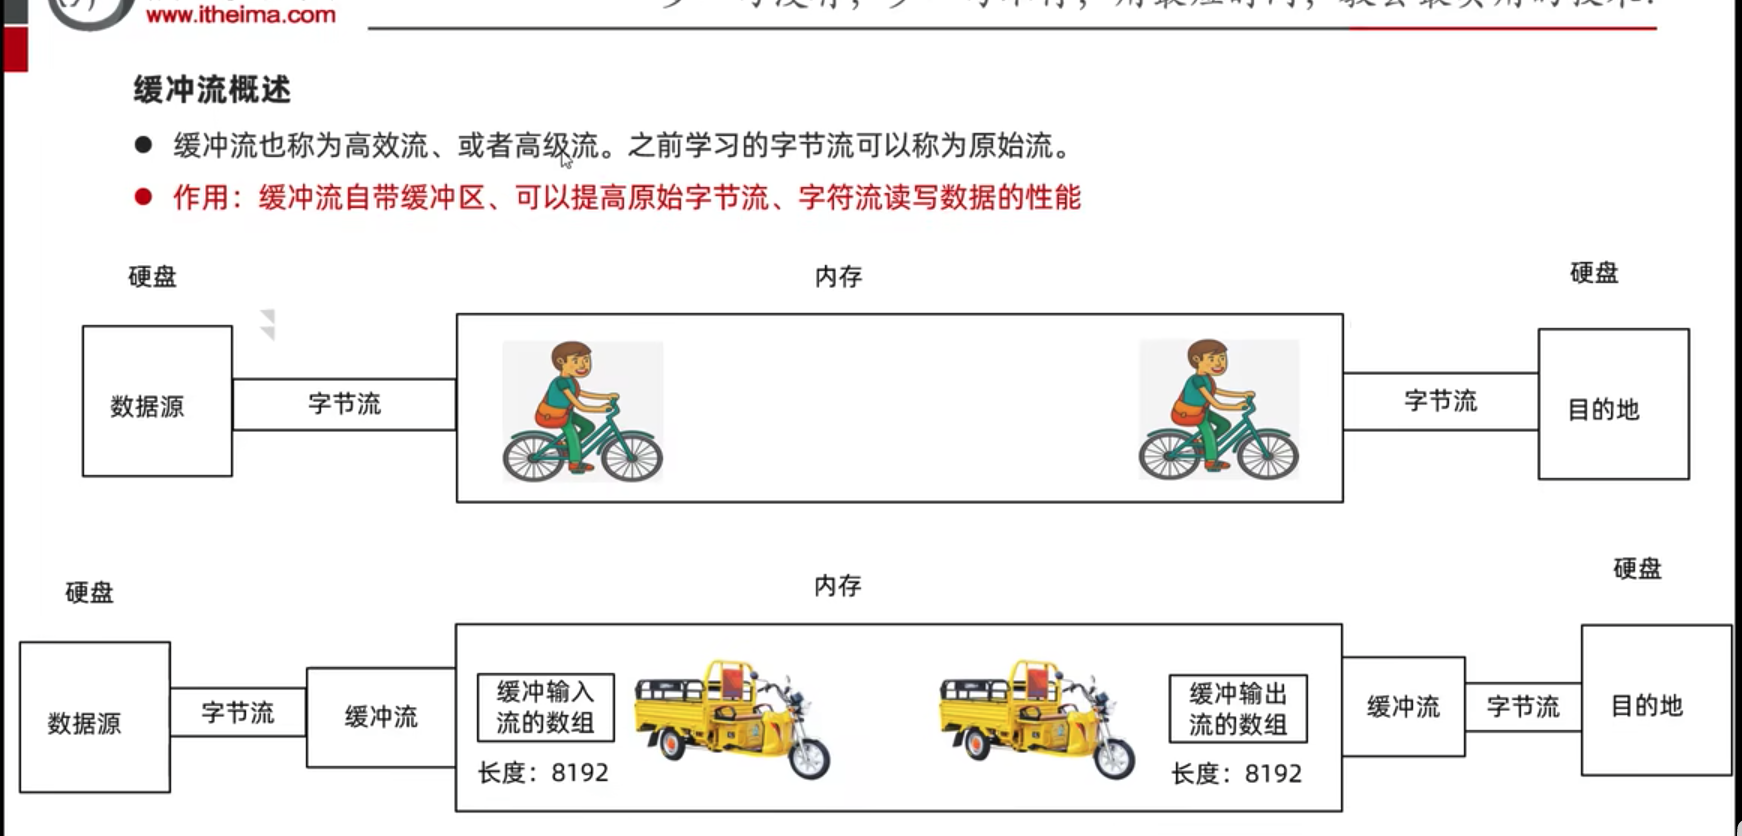 www.itheima.com
缓冲流概述
● 缓冲流也称为高效流、或者高级流。之前学习的字节流可以称为原始流。
● 作用：缓冲流自带缓冲区、可以提高原始字节流、字符流读写数据的性能
硬盘
内存
硬盘
数据源
字节流
字节流
目的地
硬盘
内存
硬盘
数据源
字节流
缓冲流
缓冲输入
流的数组
长度：8192
缓冲输出
流的数组
长度：8192
缓冲流
字节流
目的地